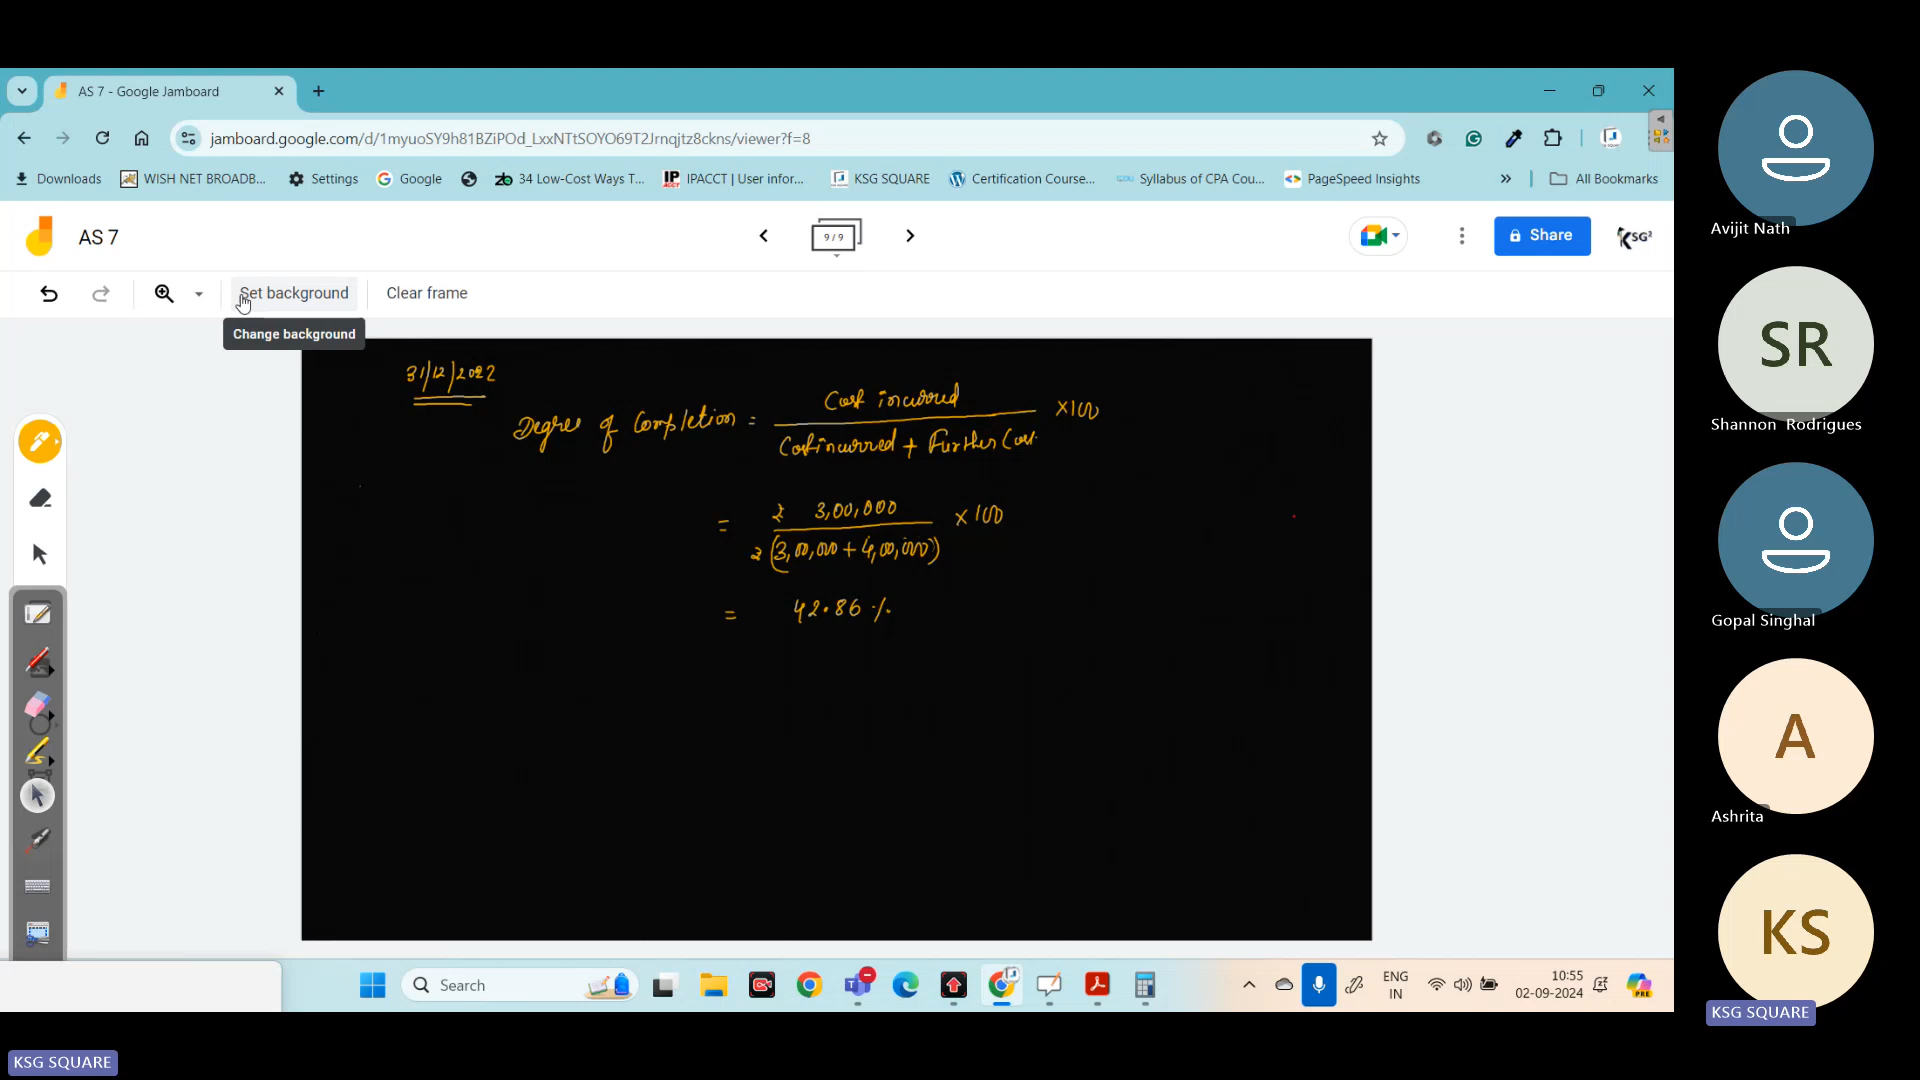 AS 7 - Google Jamboard
jamboard.google.com/d/1myuoSY9h81BZiPOd_LxxNTtSOYO69T2Jrnqjtz8ckns/viewer?f=8
Downloads WISH NET BROADB... Settings Google 34 Low-Cost Ways T... IPACCT | User infor... KSG SQUARE Certification Course... Syllabus of CPA Cou... PageSpeed Insights » All Bookmarks
AS 7
9 / 9
Share
KSG²
Set background
Clear frame
Change background
31/12/2022
Degree of Completion = Cost incurred / Cost incurred + Further Cost × 100
= ₹ 3,00,000 / ₹ (3,00,000 + 4,00,000) × 100
= 42.86 %
Avijit Nath
SR
Shannon Rodrigues
Gopal Singhal
A
Ashrita
KS
KSG SQUARE
Search
ENG
IN
10:55
02-09-2024
PRE
KSG SQUARE